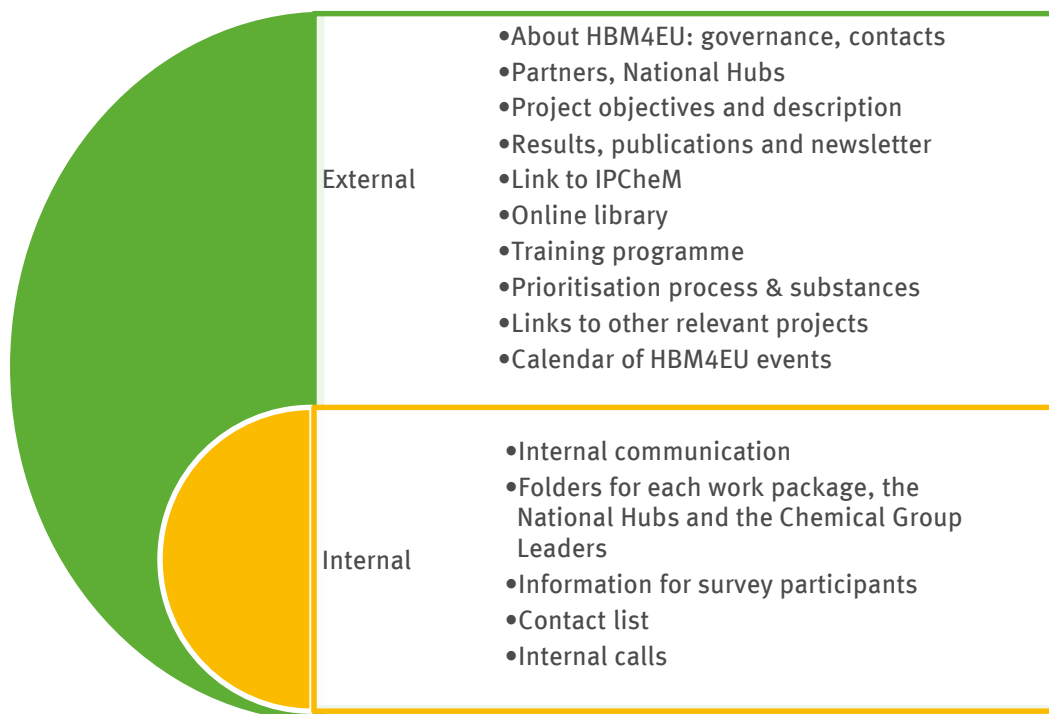 External
•About HBM4EU: governance, contacts
•Partners, National Hubs
•Project objectives and description
•Results, publications and newsletter
•Link to IPCheM
•Online library
•Training programme
•Prioritisation process & substances
•Links to other relevant projects
•Calendar of HBM4EU events
Internal
•Internal communication
•Folders for each work package, the
National Hubs and the Chemical Group
Leaders
•Information for survey participants
•Contact list
•Internal calls